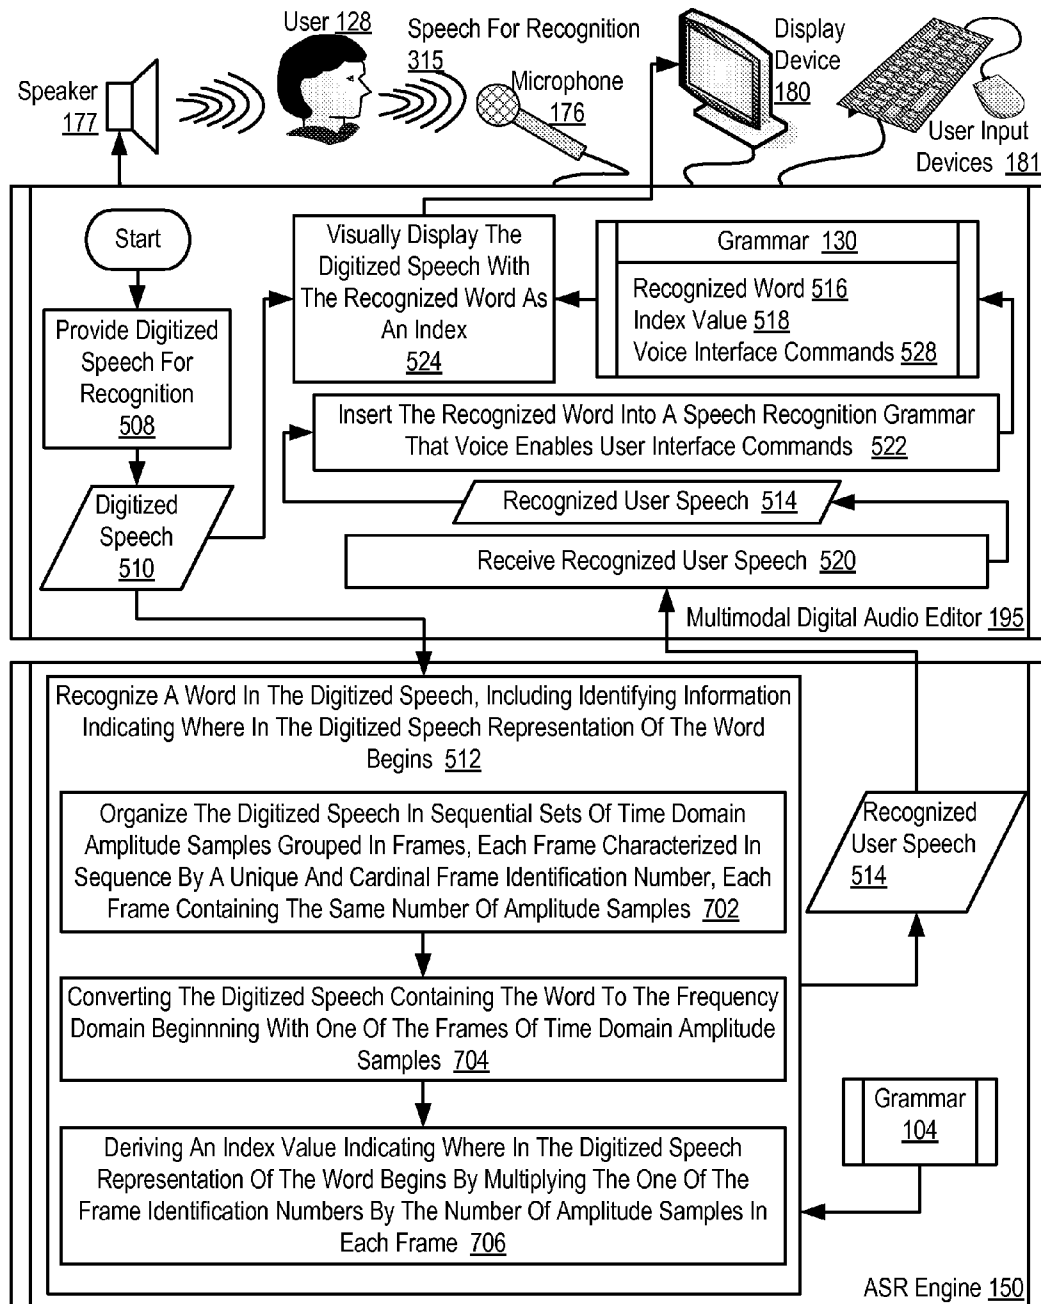 User 128
Speech For Recognition
315
Display
Device
180
Microphone
176
Speaker
177
User Input
Devices 181
Start
Visually Display The
Digitized Speech With
The Recognized Word As
An Index
524
Grammar 130
Recognized Word 516
Index Value 518
Voice Interface Commands 528
Provide Digitized
Speech For
Recognition
508
Insert The Recognized Word Into A Speech Recognition Grammar
That Voice Enables User Interface Commands 522
Digitized
Speech
510
Recognized User Speech 514
Receive Recognized User Speech 520
Multimodal Digital Audio Editor 195
Recognize A Word In The Digitized Speech, Including Identifying Information
Indicating Where In The Digitized Speech Representation Of The Word
Begins 512
Organize The Digitized Speech In Sequential Sets Of Time Domain
Amplitude Samples Grouped In Frames, Each Frame Characterized In
Sequence By A Unique And Cardinal Frame Identification Number, Each
Frame Containing The Same Number Of Amplitude Samples 702
Recognized
User Speech
514
Converting The Digitized Speech Containing The Word To The Frequency
Domain Beginnning With One Of The Frames Of Time Domain Amplitude
Samples 704
Grammar
104
Deriving An Index Value Indicating Where In The Digitized Speech
Representation Of The Word Begins By Multiplying The One Of The
Frame Identification Numbers By The Number Of Amplitude Samples In
Each Frame 706
ASR Engine 150